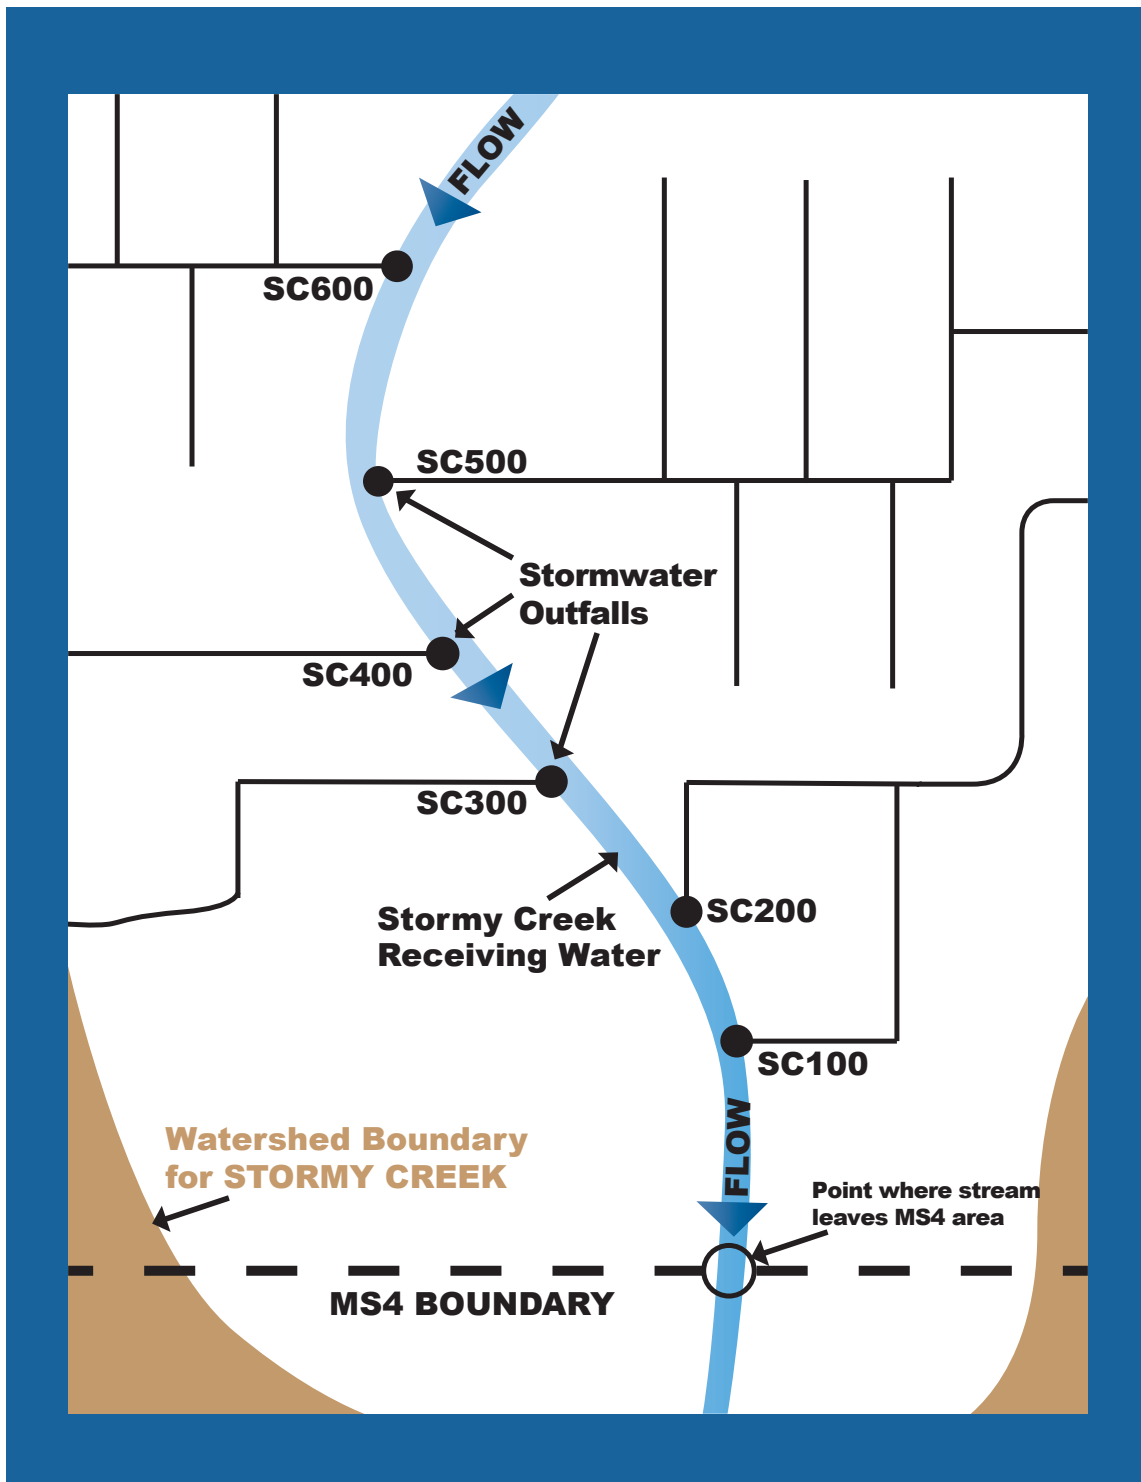 FLOW
SC600
SC500
Stormwater
Outfalls
SC400
SC300
SC200
Stormy Creek
Receiving Water
SC100
FLOW
Watershed Boundary
for STORMY CREEK
Point where stream
leaves MS4 area
MS4 BOUNDARY